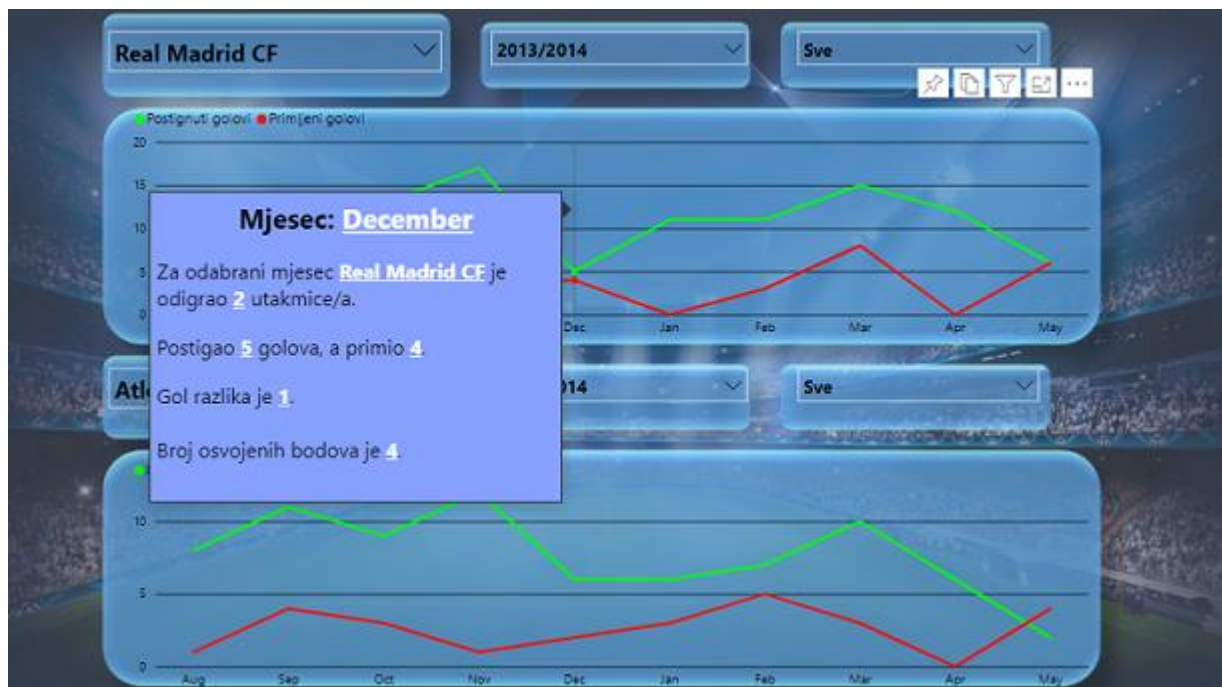 Real Madrid CF
2013/2014
Sve
Postignuti golovi Primljeni golovi
20
15
10
5
0
Dec Jan Feb Mar Apr May
Mjesec: December
Za odabrani mjesec Real Madrid CF je
odigrao 2 utakmice/a.
Postigao 5 golova, a primio 4.
Gol razlika je 1.
Broj osvojenih bodova je 4.
Atl
014
Sve
10
5
0
Aug Sep Oct Nov Dec Jan Feb Mar Apr May